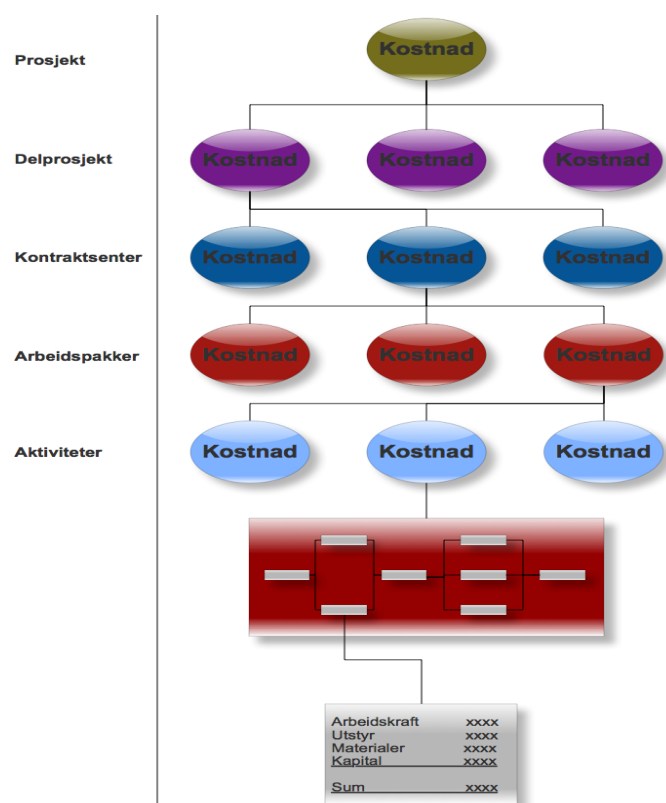 Prosjekt
Kostnad
Delprosjekt
Kostnad Kostnad Kostnad
Kontraktsenter
Kostnad Kostnad Kostnad
Arbeidspakker
Kostnad Kostnad Kostnad
Aktiviteter
Kostnad Kostnad Kostnad
Arbeidskraft xxxx
Utstyr xxxx
Materialer xxxx
Kapital xxxx
Sum xxxx